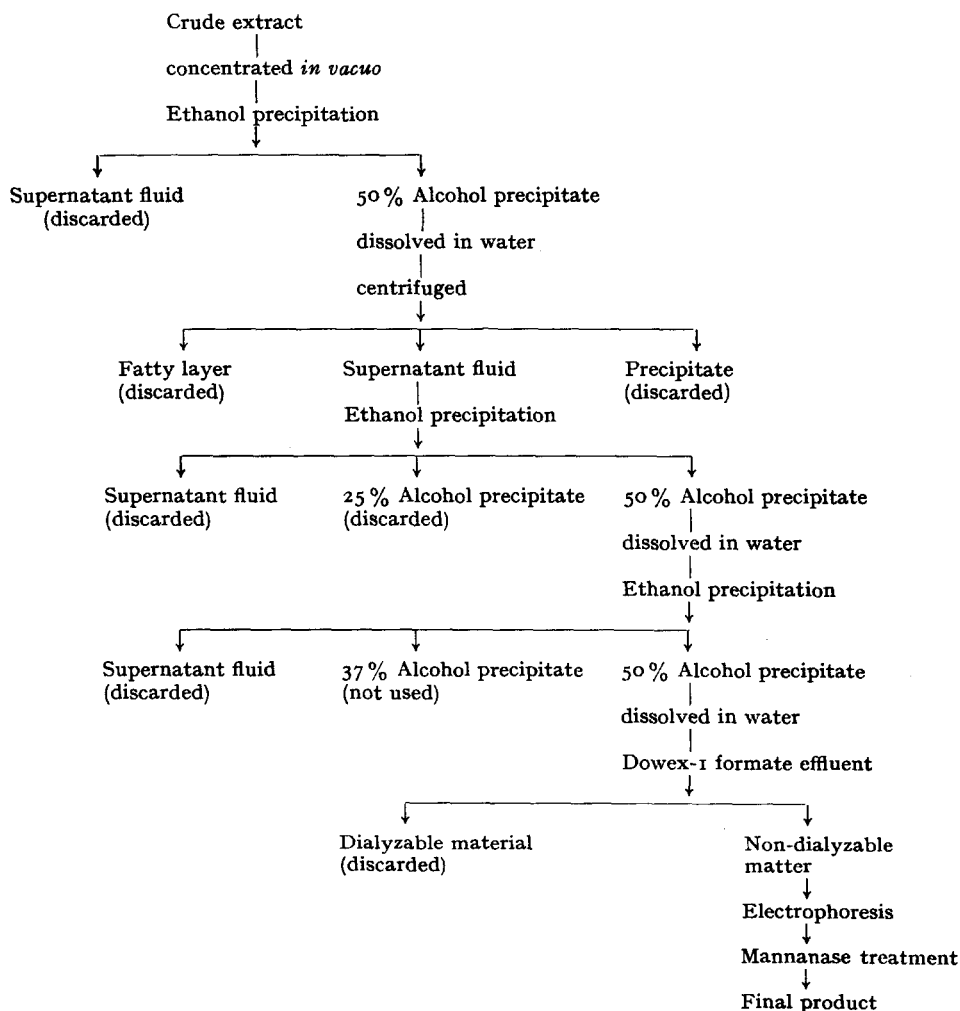 Crude extract
concentrated in vacuo
Ethanol precipitation
Supernatant fluid
(discarded)
50% Alcohol precipitate
dissolved in water
centrifuged
Fatty layer
(discarded)
Supernatant fluid
Precipitate
(discarded)
Ethanol precipitation
Supernatant fluid
(discarded)
25% Alcohol precipitate
(discarded)
50% Alcohol precipitate
dissolved in water
Ethanol precipitation
Supernatant fluid
(discarded)
37% Alcohol precipitate
(not used)
50% Alcohol precipitate
dissolved in water
Dowex-1 formate effluent
Dialyzable material
(discarded)
Non-dialyzable
matter
Electrophoresis
Mannanase treatment
Final product